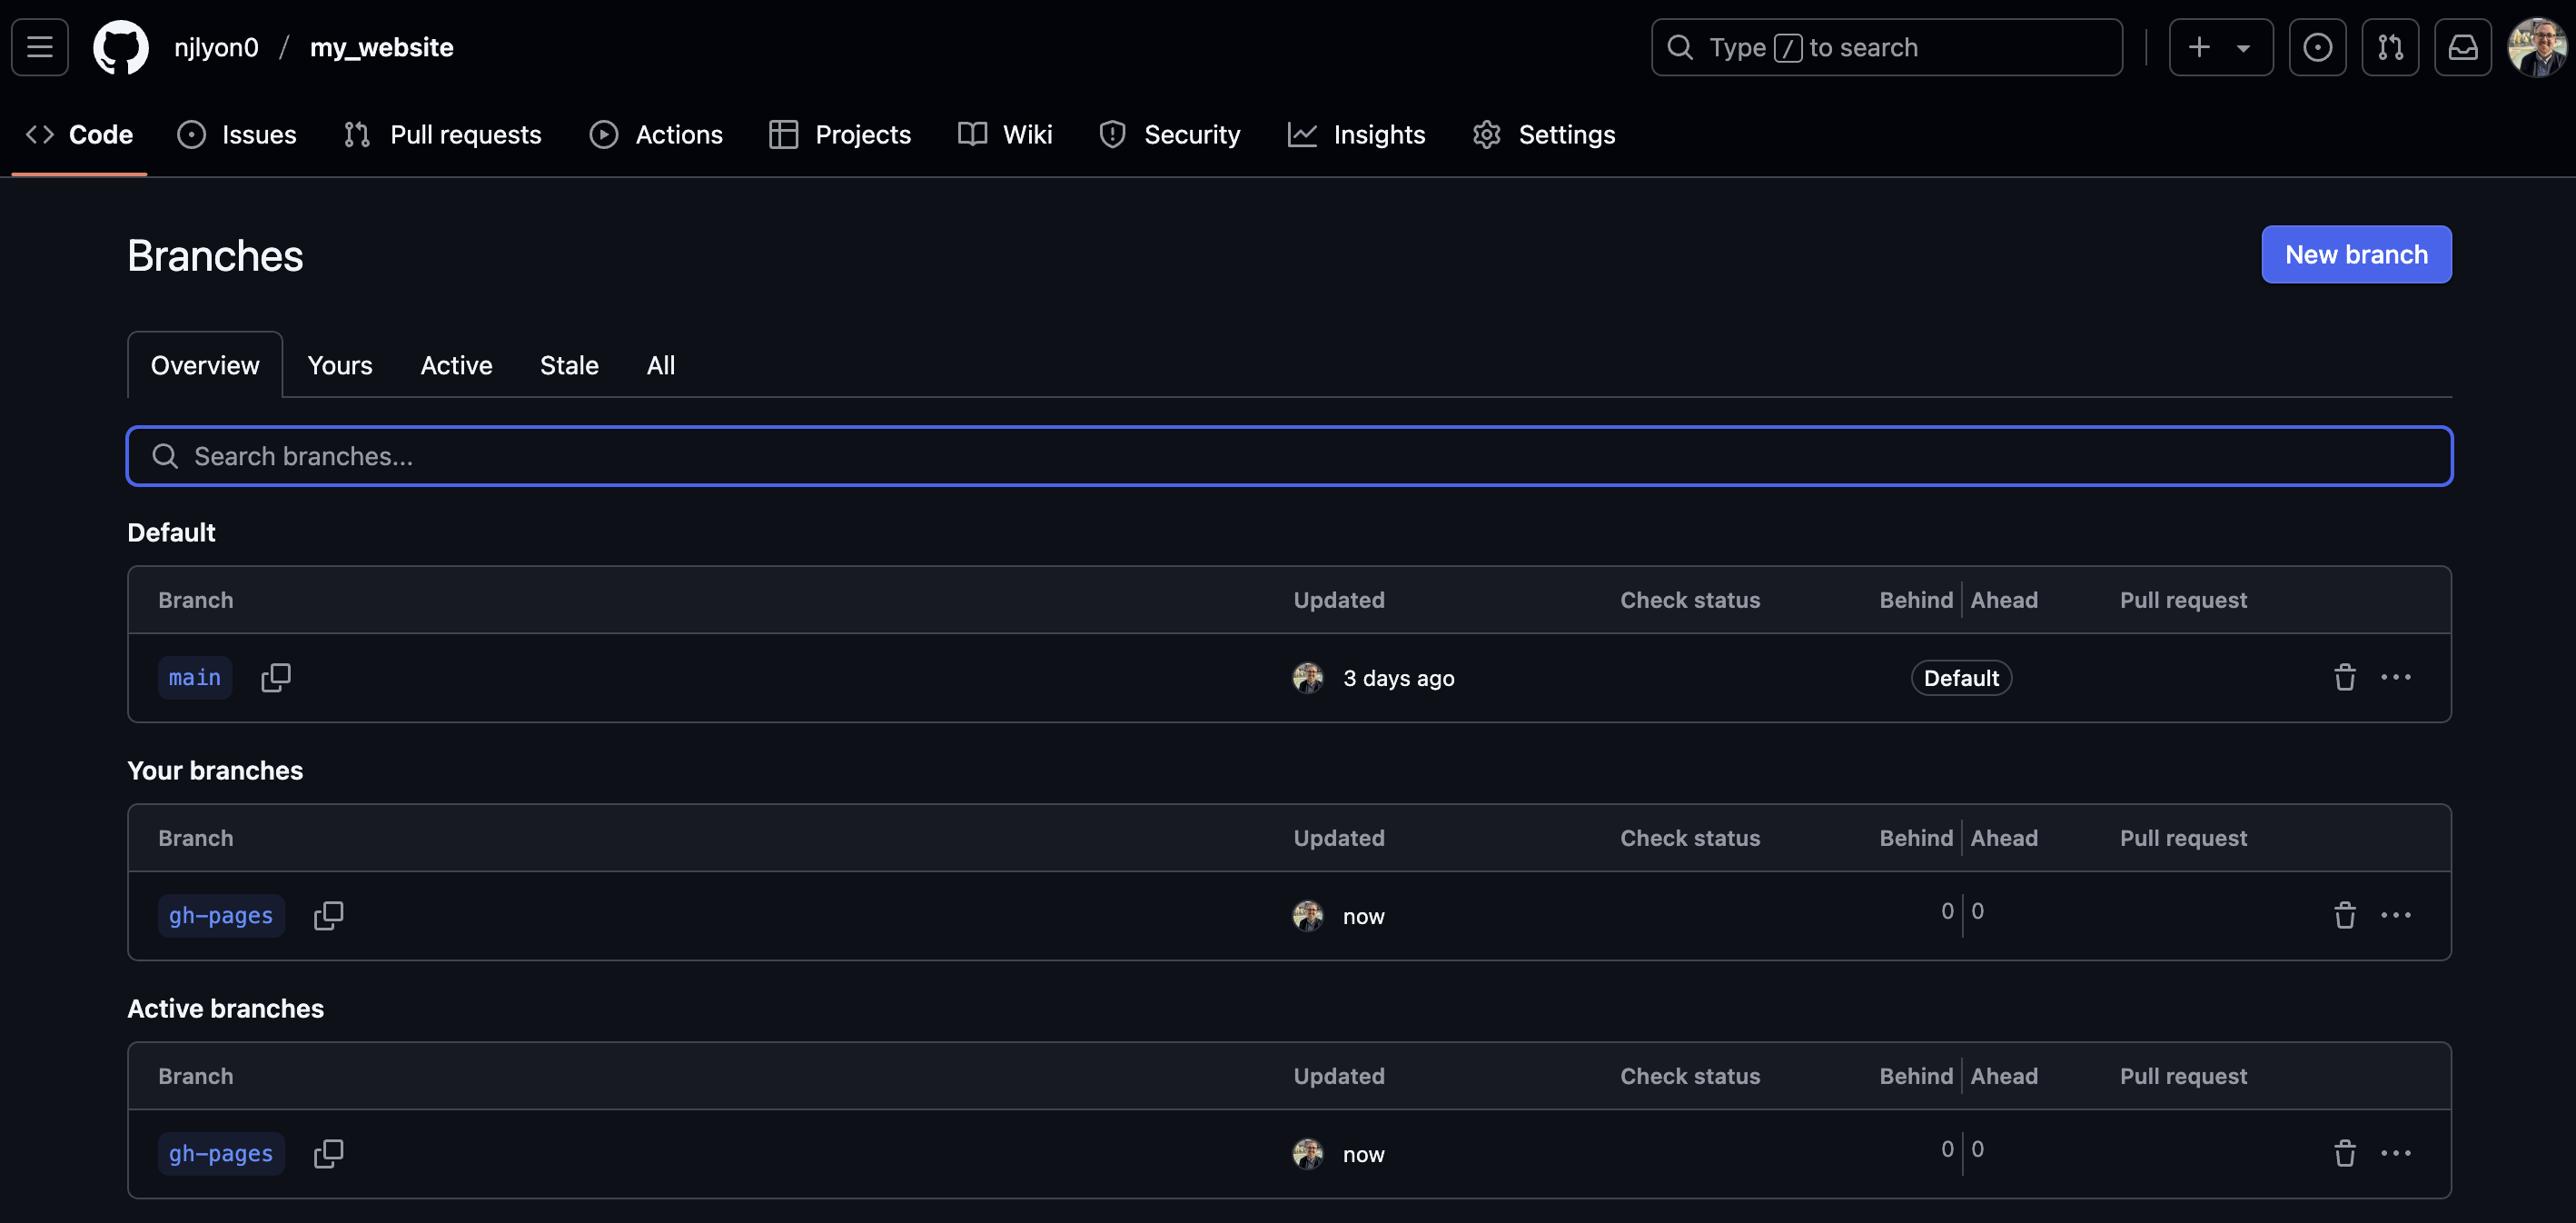 njlyon0 / my_website
Type / to search
Code Issues Pull requests Actions Projects Wiki Security Insights Settings
Branches
New branch
Overview Yours Active Stale All
Search branches...
Default
Branch Updated Check status Behind Ahead Pull request
main 3 days ago Default
Your branches
Branch Updated Check status Behind Ahead Pull request
gh-pages now 0 0
Active branches
Branch Updated Check status Behind Ahead Pull request
gh-pages now 0 0